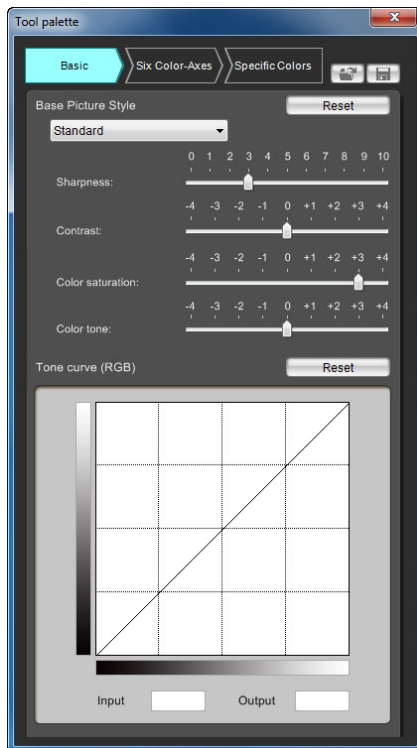 Tool palette
Basic Six Color-Axes Specific Colors
Base Picture Style Reset
Standard
0 1 2 3 4 5 6 7 8 9 10
Sharpness:
-4 -3 -2 -1 0 +1 +2 +3 +4
Contrast:
-4 -3 -2 -1 0 +1 +2 +3 +4
Color saturation:
-4 -3 -2 -1 0 +1 +2 +3 +4
Color tone:
Tone curve (RGB) Reset
Input Output